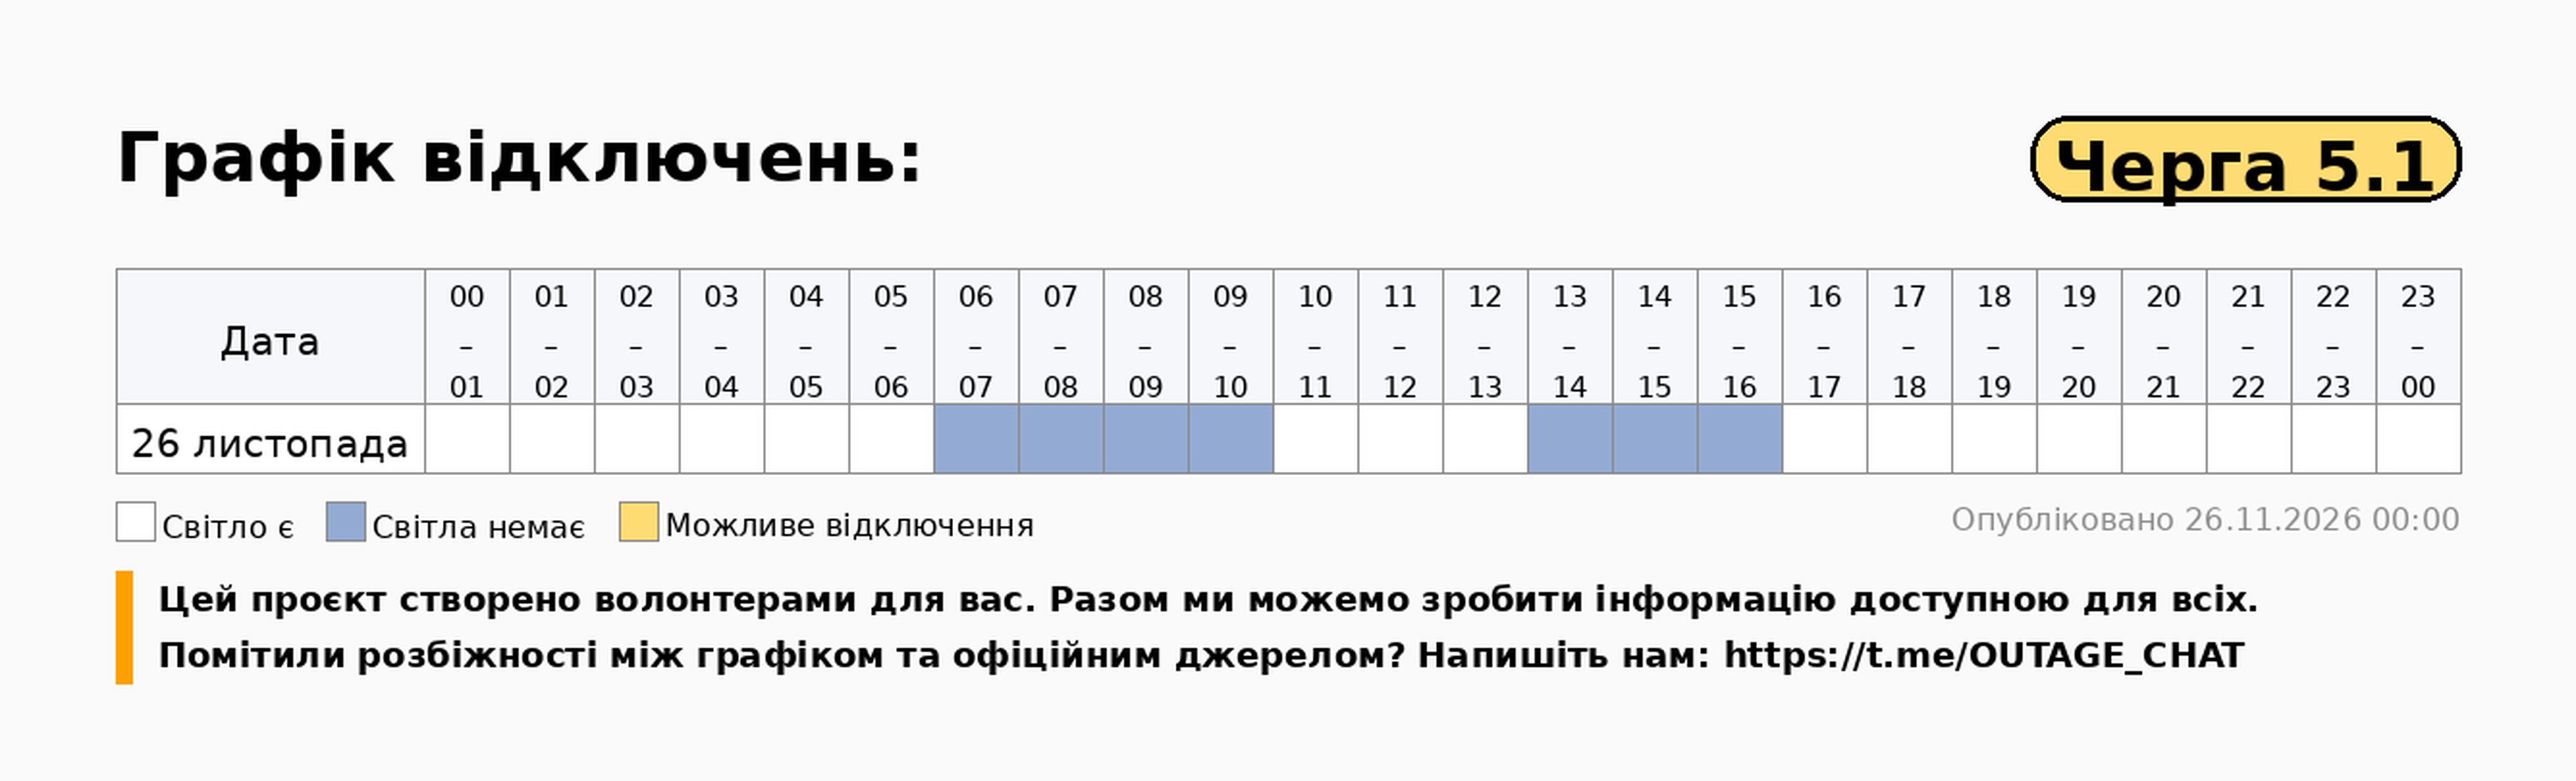 Графік відключень:
Черга 5.1
Дата 00 – 01 01 – 02 02 – 03 03 – 04 04 – 05 05 – 06 06 – 07 07 – 08 08 – 09 09 – 10 10 – 11 11 – 12 12 – 13 13 – 14 14 – 15 15 – 16 16 – 17 17 – 18 18 – 19 19 – 20 20 – 21 21 – 22 22 – 23 23 – 00
26 листопада
Світло є Світла немає Можливе відключення
Опубліковано 26.11.2026 00:00
Цей проєкт створено волонтерами для вас. Разом ми можемо зробити інформацію доступною для всіх.
Помітили розбіжності між графіком та офіційним джерелом? Напишіть нам: https://t.me/OUTAGE_CHAT